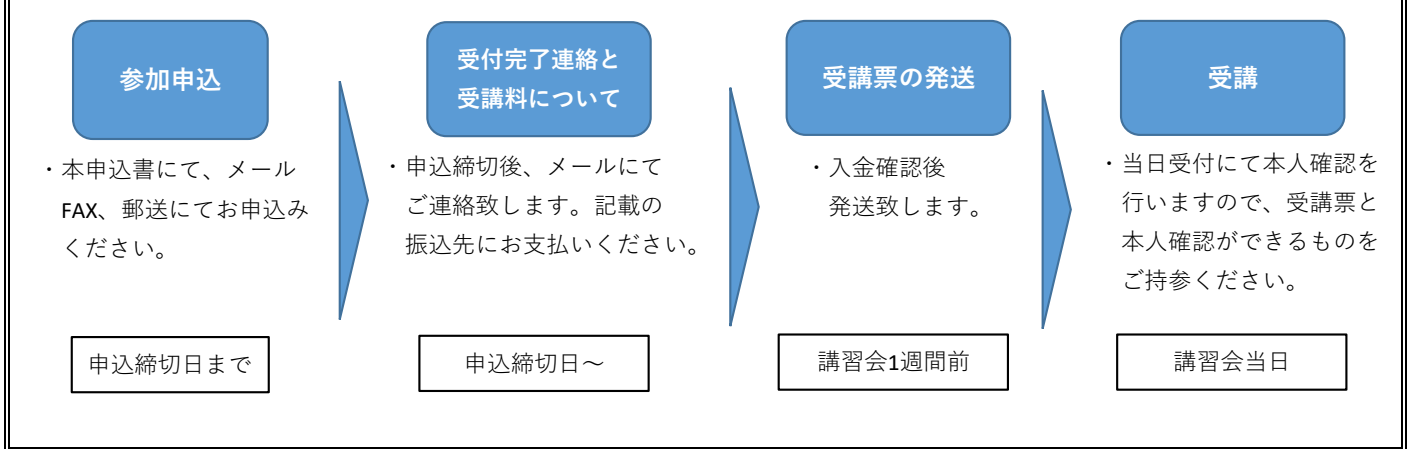 参加申込
・本申込書にて、メール
FAX、郵送にてお申込み
ください。
申込締切日まで
受付完了連絡と
受講料について
・申込締切後、メールにて
ご連絡致します。記載の
振込先にお支払いください。
申込締切日～
受講票の発送
・入金確認後
発送致します。
講習会1週間前
受講
・当日受付にて本人確認を
行いますので、受講票と
本人確認ができるものを
ご持参ください。
講習会当日